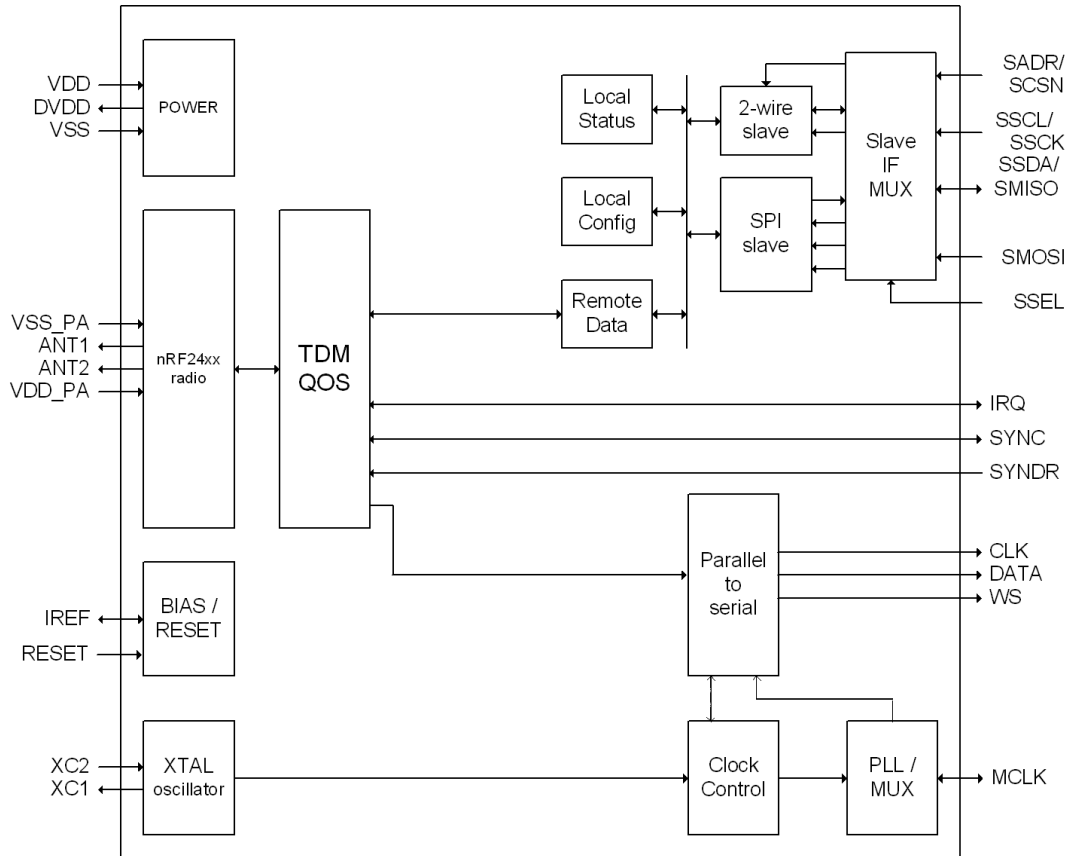 VDD
DVDD
VSS
POWER
VSS_PA
ANT1
ANT2
VDD_PA
nRF24xx
radio
TDM
QOS
IREF
RESET
BIAS /
RESET
XC2
XC1
XTAL
oscillator
Local
Status
Local
Config
Remote
Data
2-wire
slave
SPI
slave
Slave
IF
MUX
SADR/
SCSN
SSCL/
SSCK
SSDA/
SMISO
SMOSI
SSEL
IRQ
SYNC
SYNDR
Parallel
to
serial
CLK
DATA
WS
Clock
Control
PLL /
MUX
MCLK